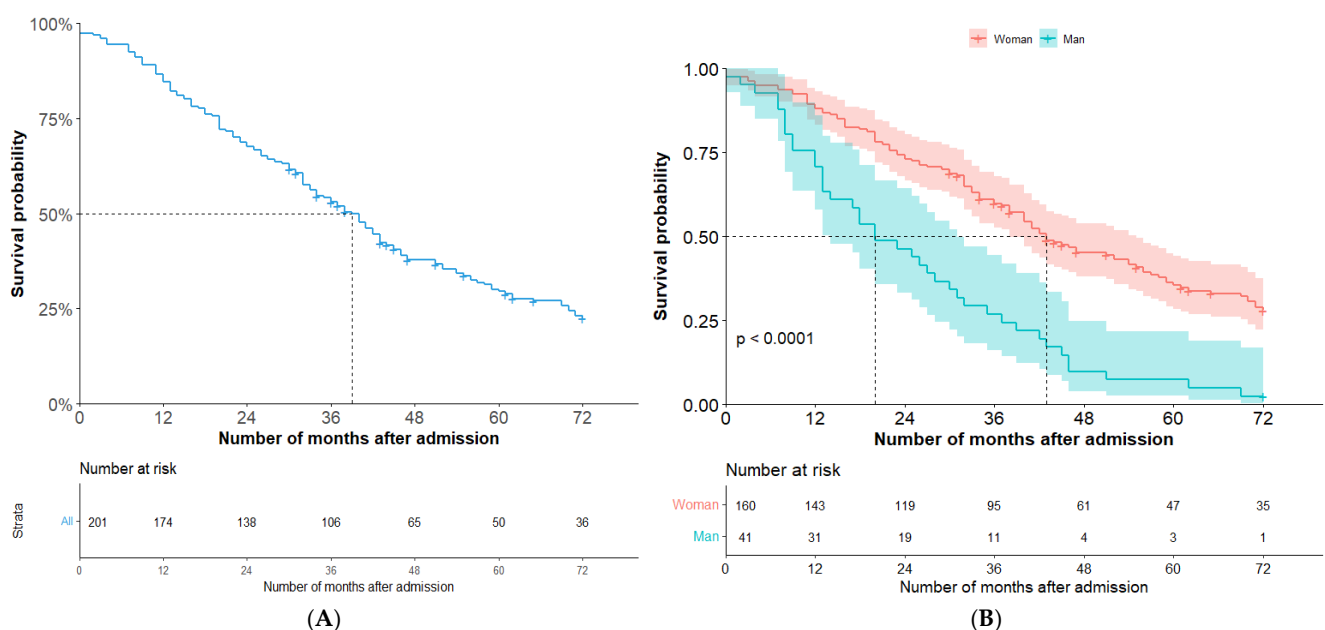 100%
75%
50%
25%
0%
Survival probability
0 12 24 36 48 60 72
Number of months after admission
Number at risk
Strata
All 201 174 138 106 65 50 36
0 12 24 36 48 60 72
Number of months after admission
(A)
Woman Man
1.00
0.75
0.50
0.25
0.00
Survival probability
p < 0.0001
0 12 24 36 48 60 72
Number of months after admission
Number at risk
Woman 160 143 119 95 61 47 35
Man 41 31 19 11 4 3 1
0 12 24 36 48 60 72
Number of months after admission
(B)